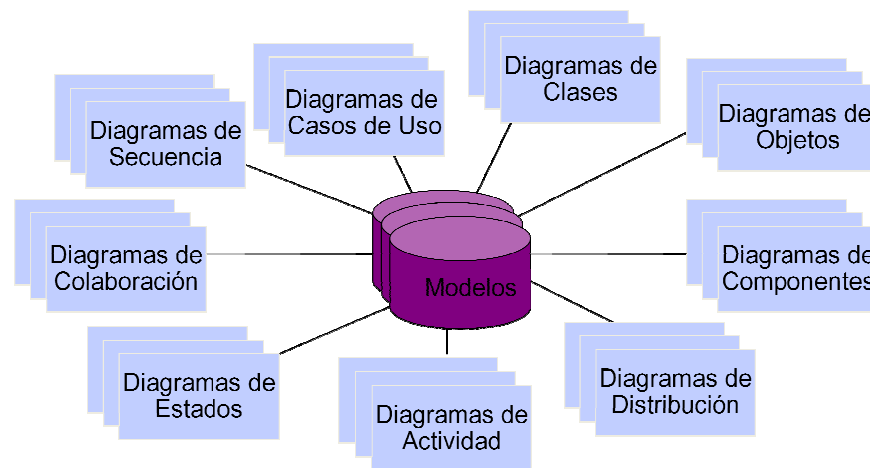 Diagramas de
Clases
Diagramas de
Casos de Uso
Diagramas de
Objetos
Diagramas de
Secuencia
Modelos
Diagramas de
Colaboración
Diagramas de
Componentes
Diagramas de
Estados
Diagramas de
Distribución
Diagramas de
Actividad